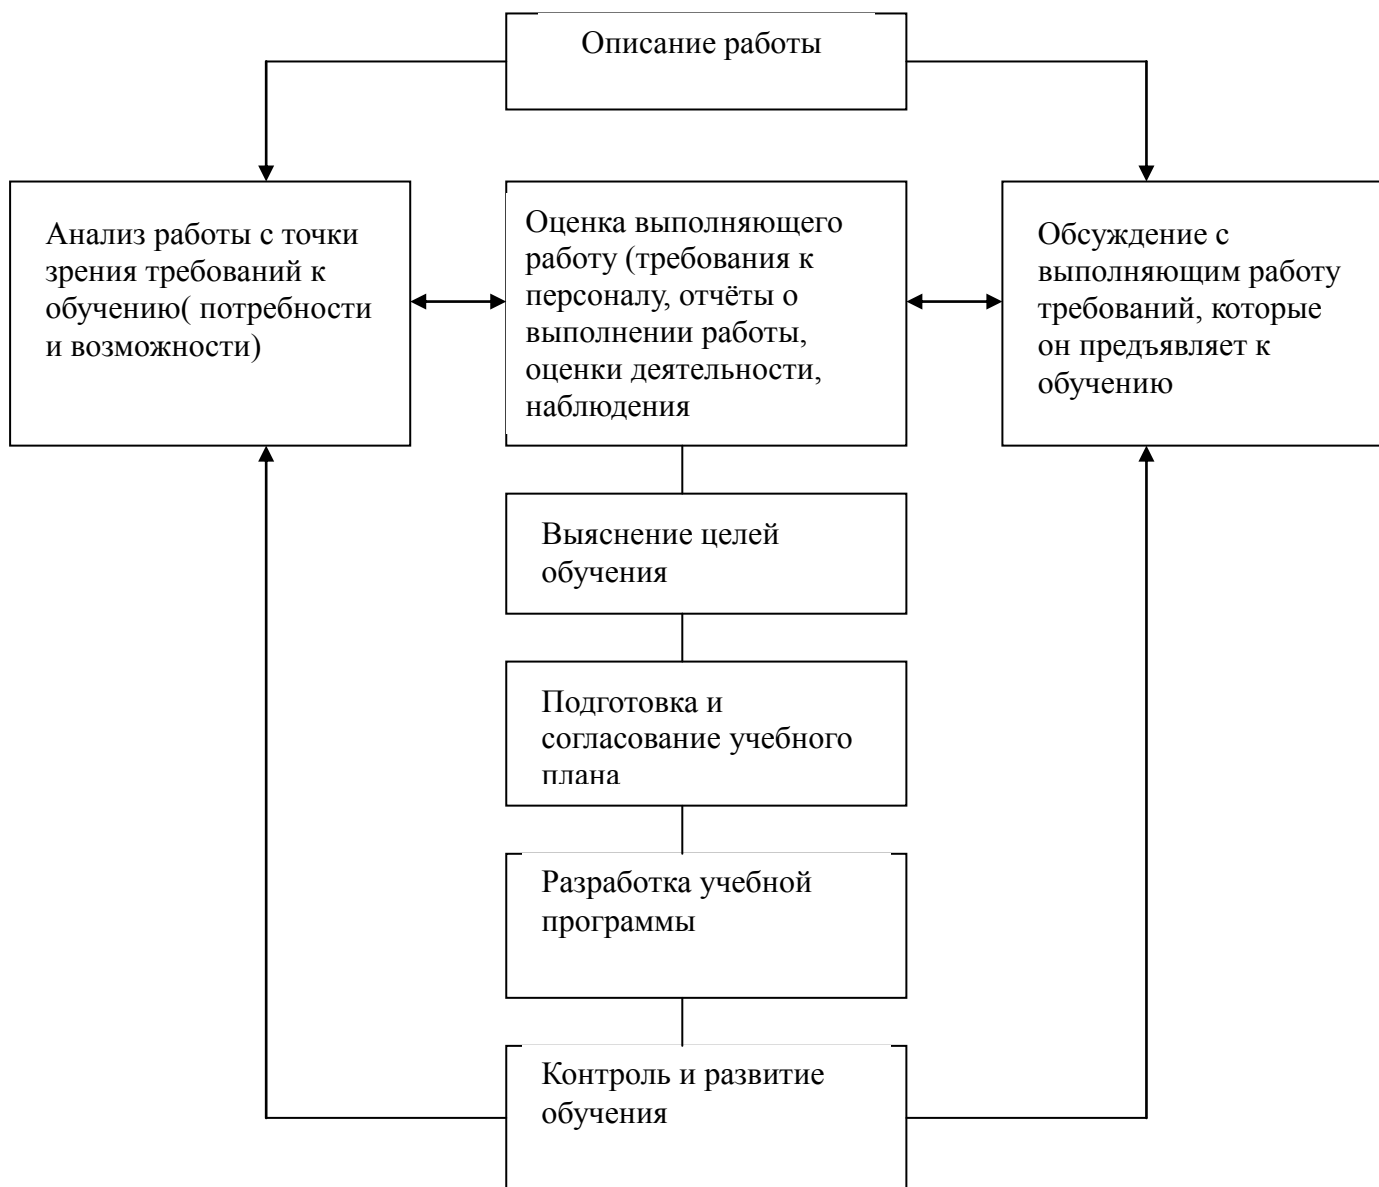 Описание работы
Анализ работы с точки
зрения требований к
обучению( потребности
и возможности)
Оценка выполняющего
работу (требования к
персоналу, отчёты о
выполнении работы,
оценки деятельности,
наблюдения
Обсуждение с
выполняющим работу
требований, которые
он предъявляет к
обучению
Выяснение целей
обучения
Подготовка и
согласование учебного
плана
Разработка учебной
программы
Контроль и развитие
обучения